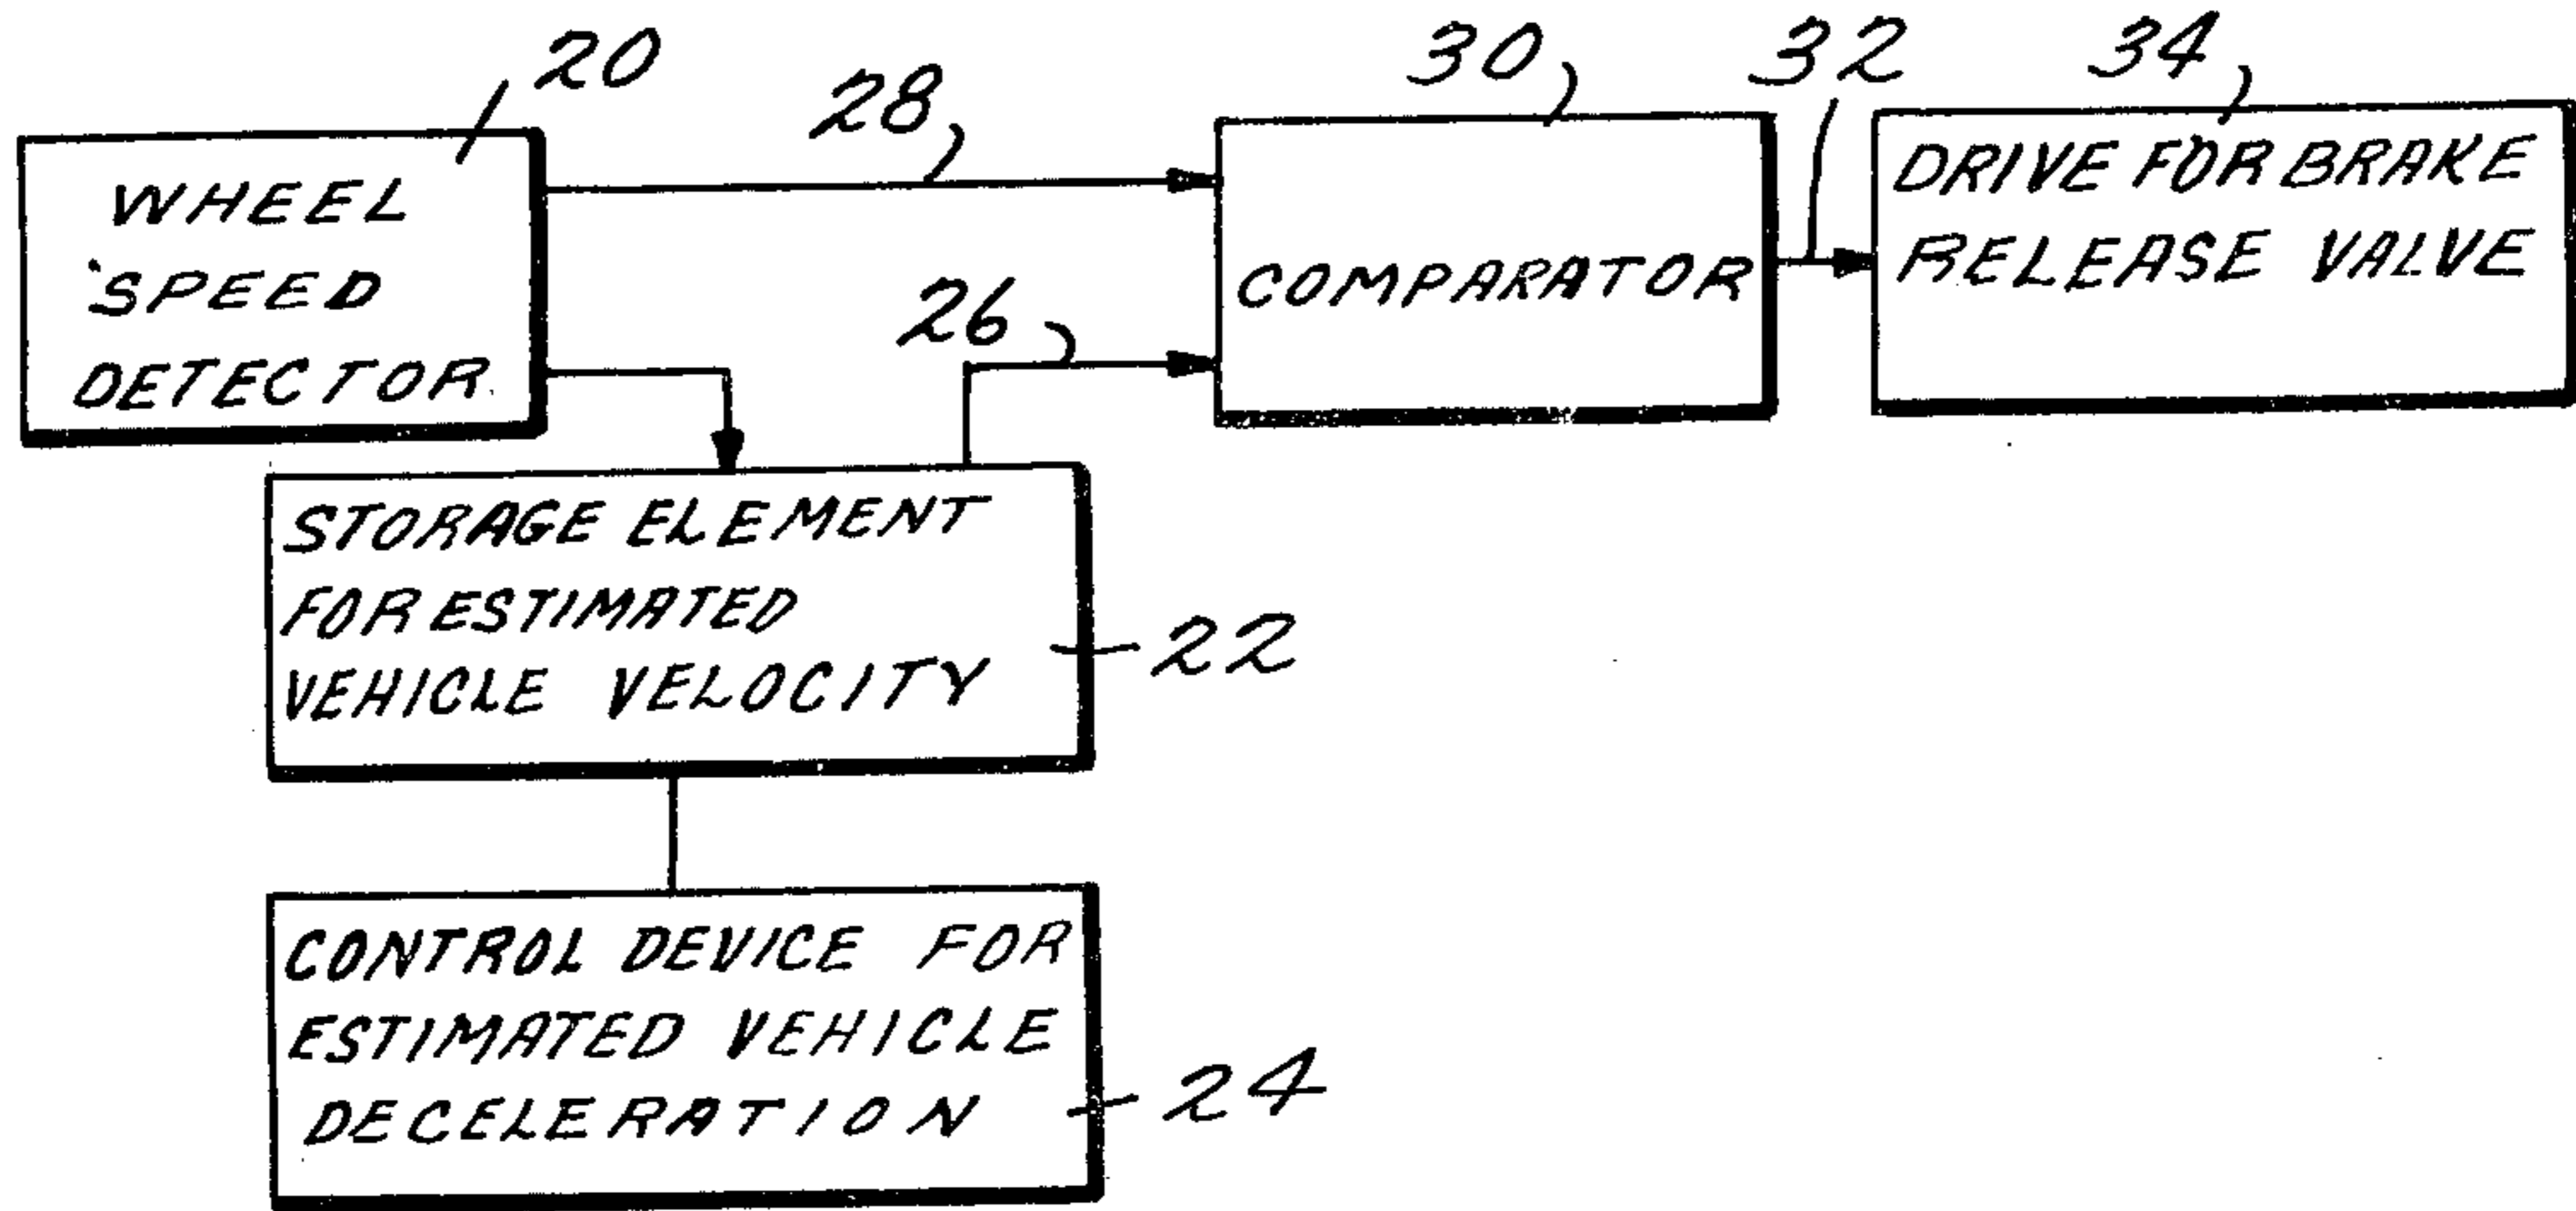 20
28
30
32
34
WHEEL
SPEED
DETECTOR
26
COMPARATOR
DRIVE FOR BRAKE
RELEASE VALVE
STORAGE ELEMENT
FOR ESTIMATED
VEHICLE VELOCITY
22
CONTROL DEVICE FOR
ESTIMATED VEHICLE
DECELERATION
24